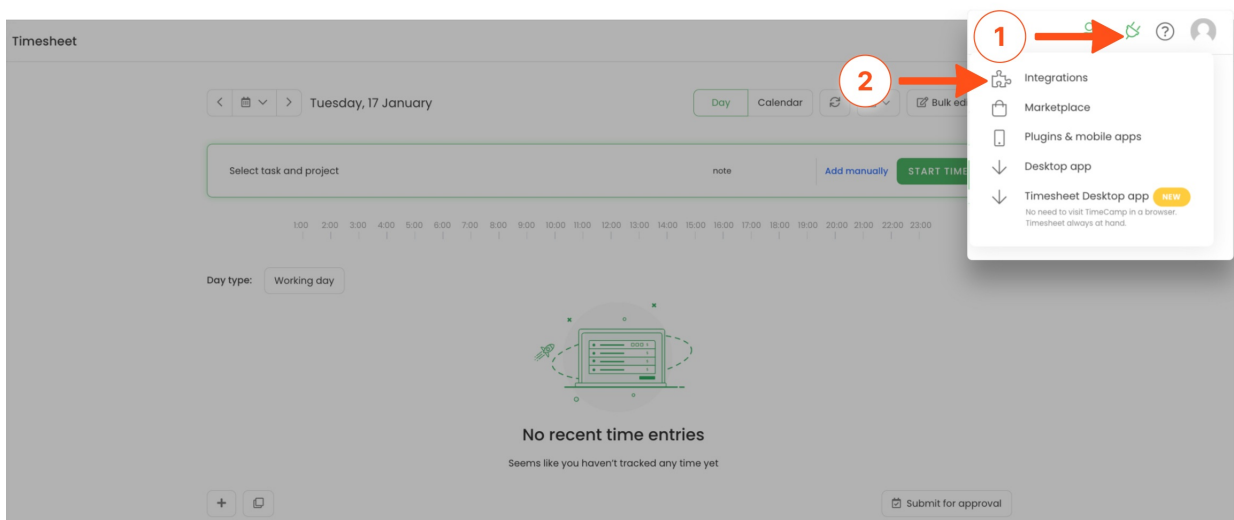 Timesheet
1
2
Tuesday, 17 January
Day
Calendar
Bulk edi
Select task and project
note
Add manually
START TIME
1:00 2:00 3:00 4:00 5:00 6:00 7:00 8:00 9:00 10:00 11:00 12:00 13:00 14:00 15:00 16:00 17:00 18:00 19:00 20:00 21:00 22:00 23:00
Day type:
Working day
No recent time entries
Seems like you haven't tracked any time yet
Submit for approval
Integrations
Marketplace
Plugins & mobile apps
Desktop app
Timesheet Desktop app NEW
No need to visit TimeCamp in a browser.
Timesheet always at hand.